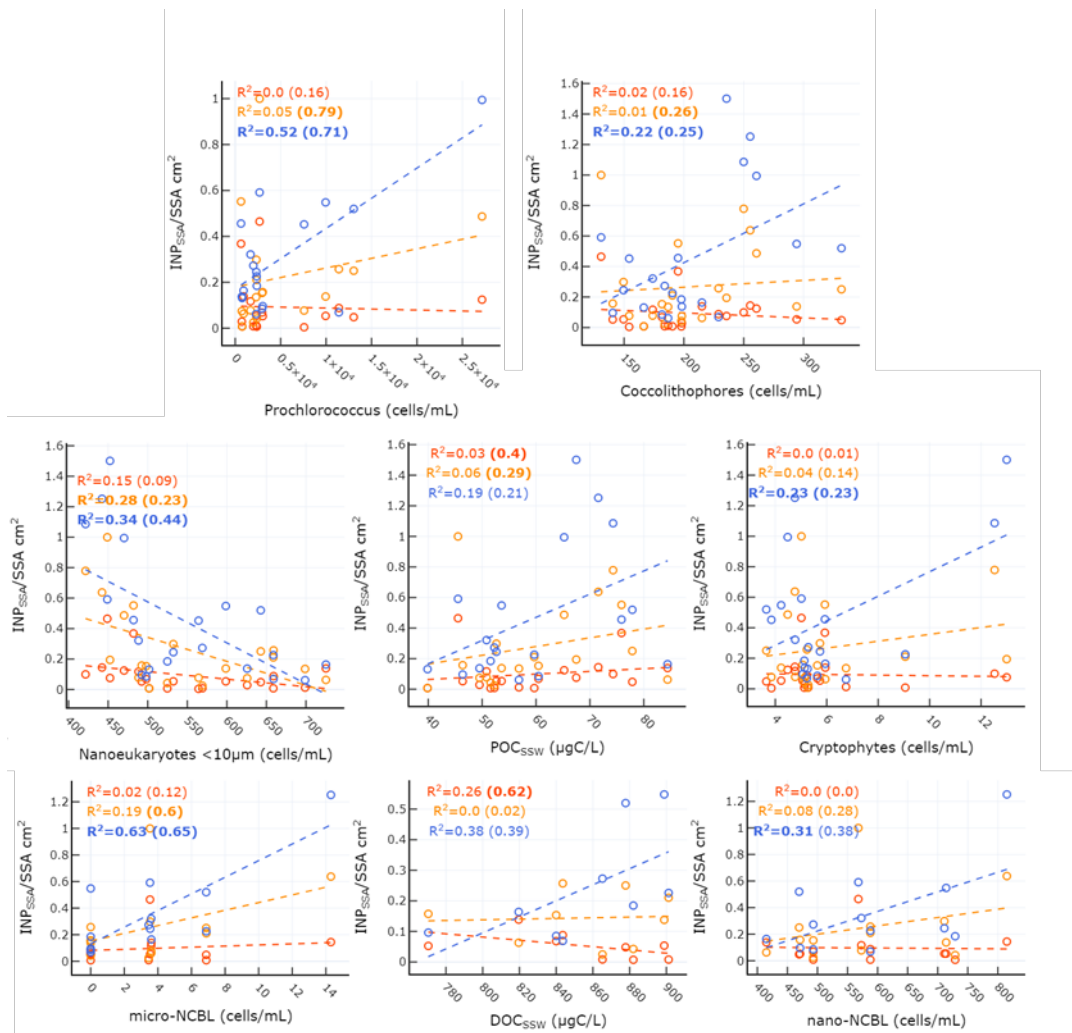 R²=0.0 (0.16)
R²=0.05 (0.79)
R²=0.52 (0.71)
INP_SSA/SSA cm²
1
0.8
0.6
0.4
0.2
0
0
0.5×10⁴
1×10⁴
1.5×10⁴
2×10⁴
2.5×10⁴
Prochlorococcus (cells/mL)
R²=0.02 (0.16)
R²=0.01 (0.26)
R²=0.22 (0.25)
INP_SSA/SSA cm²
1.6
1.4
1.2
1
0.8
0.6
0.4
0.2
0
150
200
250
300
Coccolithophores (cells/mL)
R²=0.15 (0.09)
R²=0.28 (0.23)
R²=0.34 (0.44)
INP_SSA/SSA cm²
1.6
1.4
1.2
1
0.8
0.6
0.4
0.2
0
400
450
500
550
600
650
700
Nanoeukaryotes <10μm (cells/mL)
R²=0.03 (0.4)
R²=0.06 (0.29)
R²=0.19 (0.21)
INP_SSA/SSA cm²
1.6
1.4
1.2
1
0.8
0.6
0.4
0.2
0
40
50
60
70
80
POC_SSW (μgC/L)
R²=0.0 (0.01)
R²=0.04 (0.14)
R²=0.23 (0.23)
INP_SSA/SSA cm²
1.6
1.4
1.2
1
0.8
0.6
0.4
0.2
0
4
6
8
10
12
Cryptophytes (cells/mL)
R²=0.02 (0.12)
R²=0.19 (0.6)
R²=0.63 (0.65)
INP_SSA/SSA cm²
1.2
1
0.8
0.6
0.4
0.2
0
0
2
4
6
8
10
12
14
micro-NCBL (cells/mL)
R²=0.26 (0.62)
R²=0.0 (0.02)
R²=0.38 (0.39)
INP_SSA/SSA cm²
0.5
0.4
0.3
0.2
0.1
0
780
800
820
840
860
880
900
DOC_SSW (μgC/L)
R²=0.0 (0.0)
R²=0.08 (0.28)
R²=0.31 (0.38)
INP_SSA/SSA cm²
1.2
1
0.8
0.6
0.4
0.2
0
400
450
500
550
600
650
700
750
800
nano-NCBL (cells/mL)